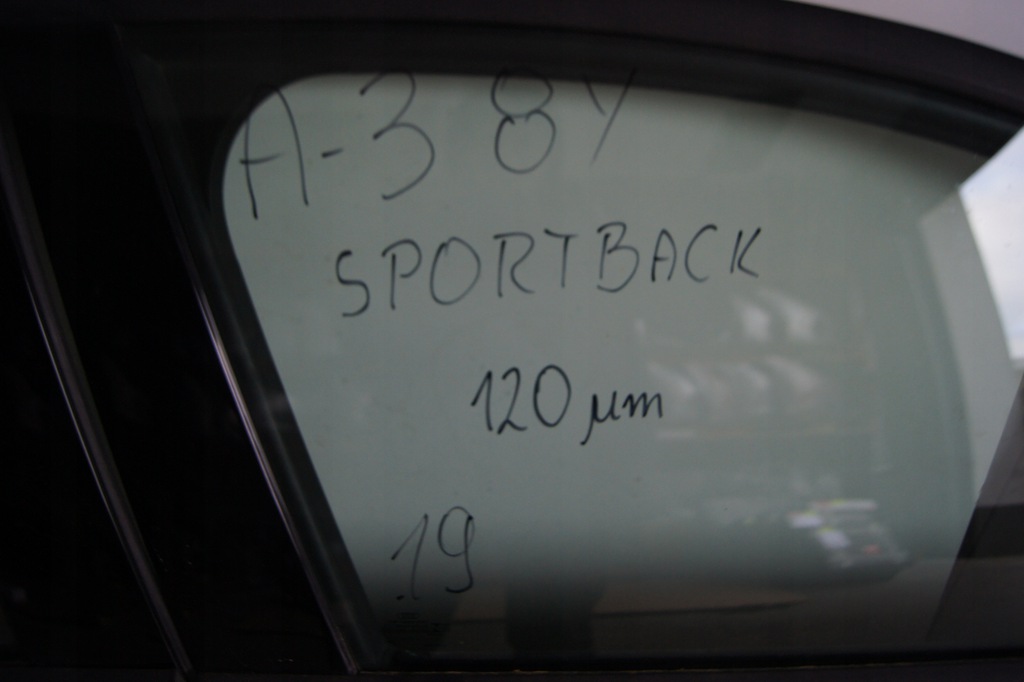 A-3 8Y
SPORTBACK
120 µm
19